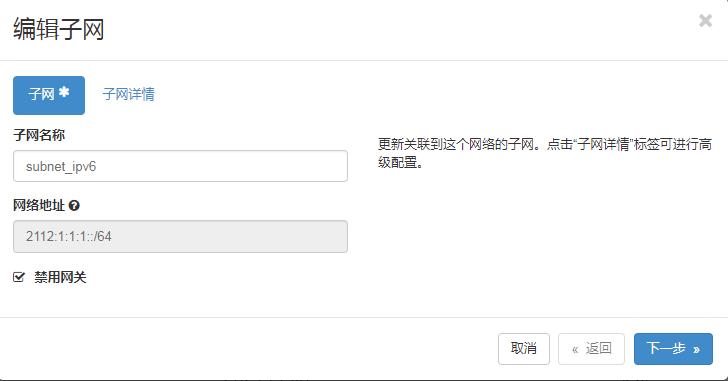 编辑子网
子网 *
子网详情
子网名称
subnet_ipv6
网络地址
2112:1:1:1::/64
禁用网关
更新关联到这个网络的子网。点击“子网详情”标签可进行高
级配置。
取消
« 返回
下一步 »